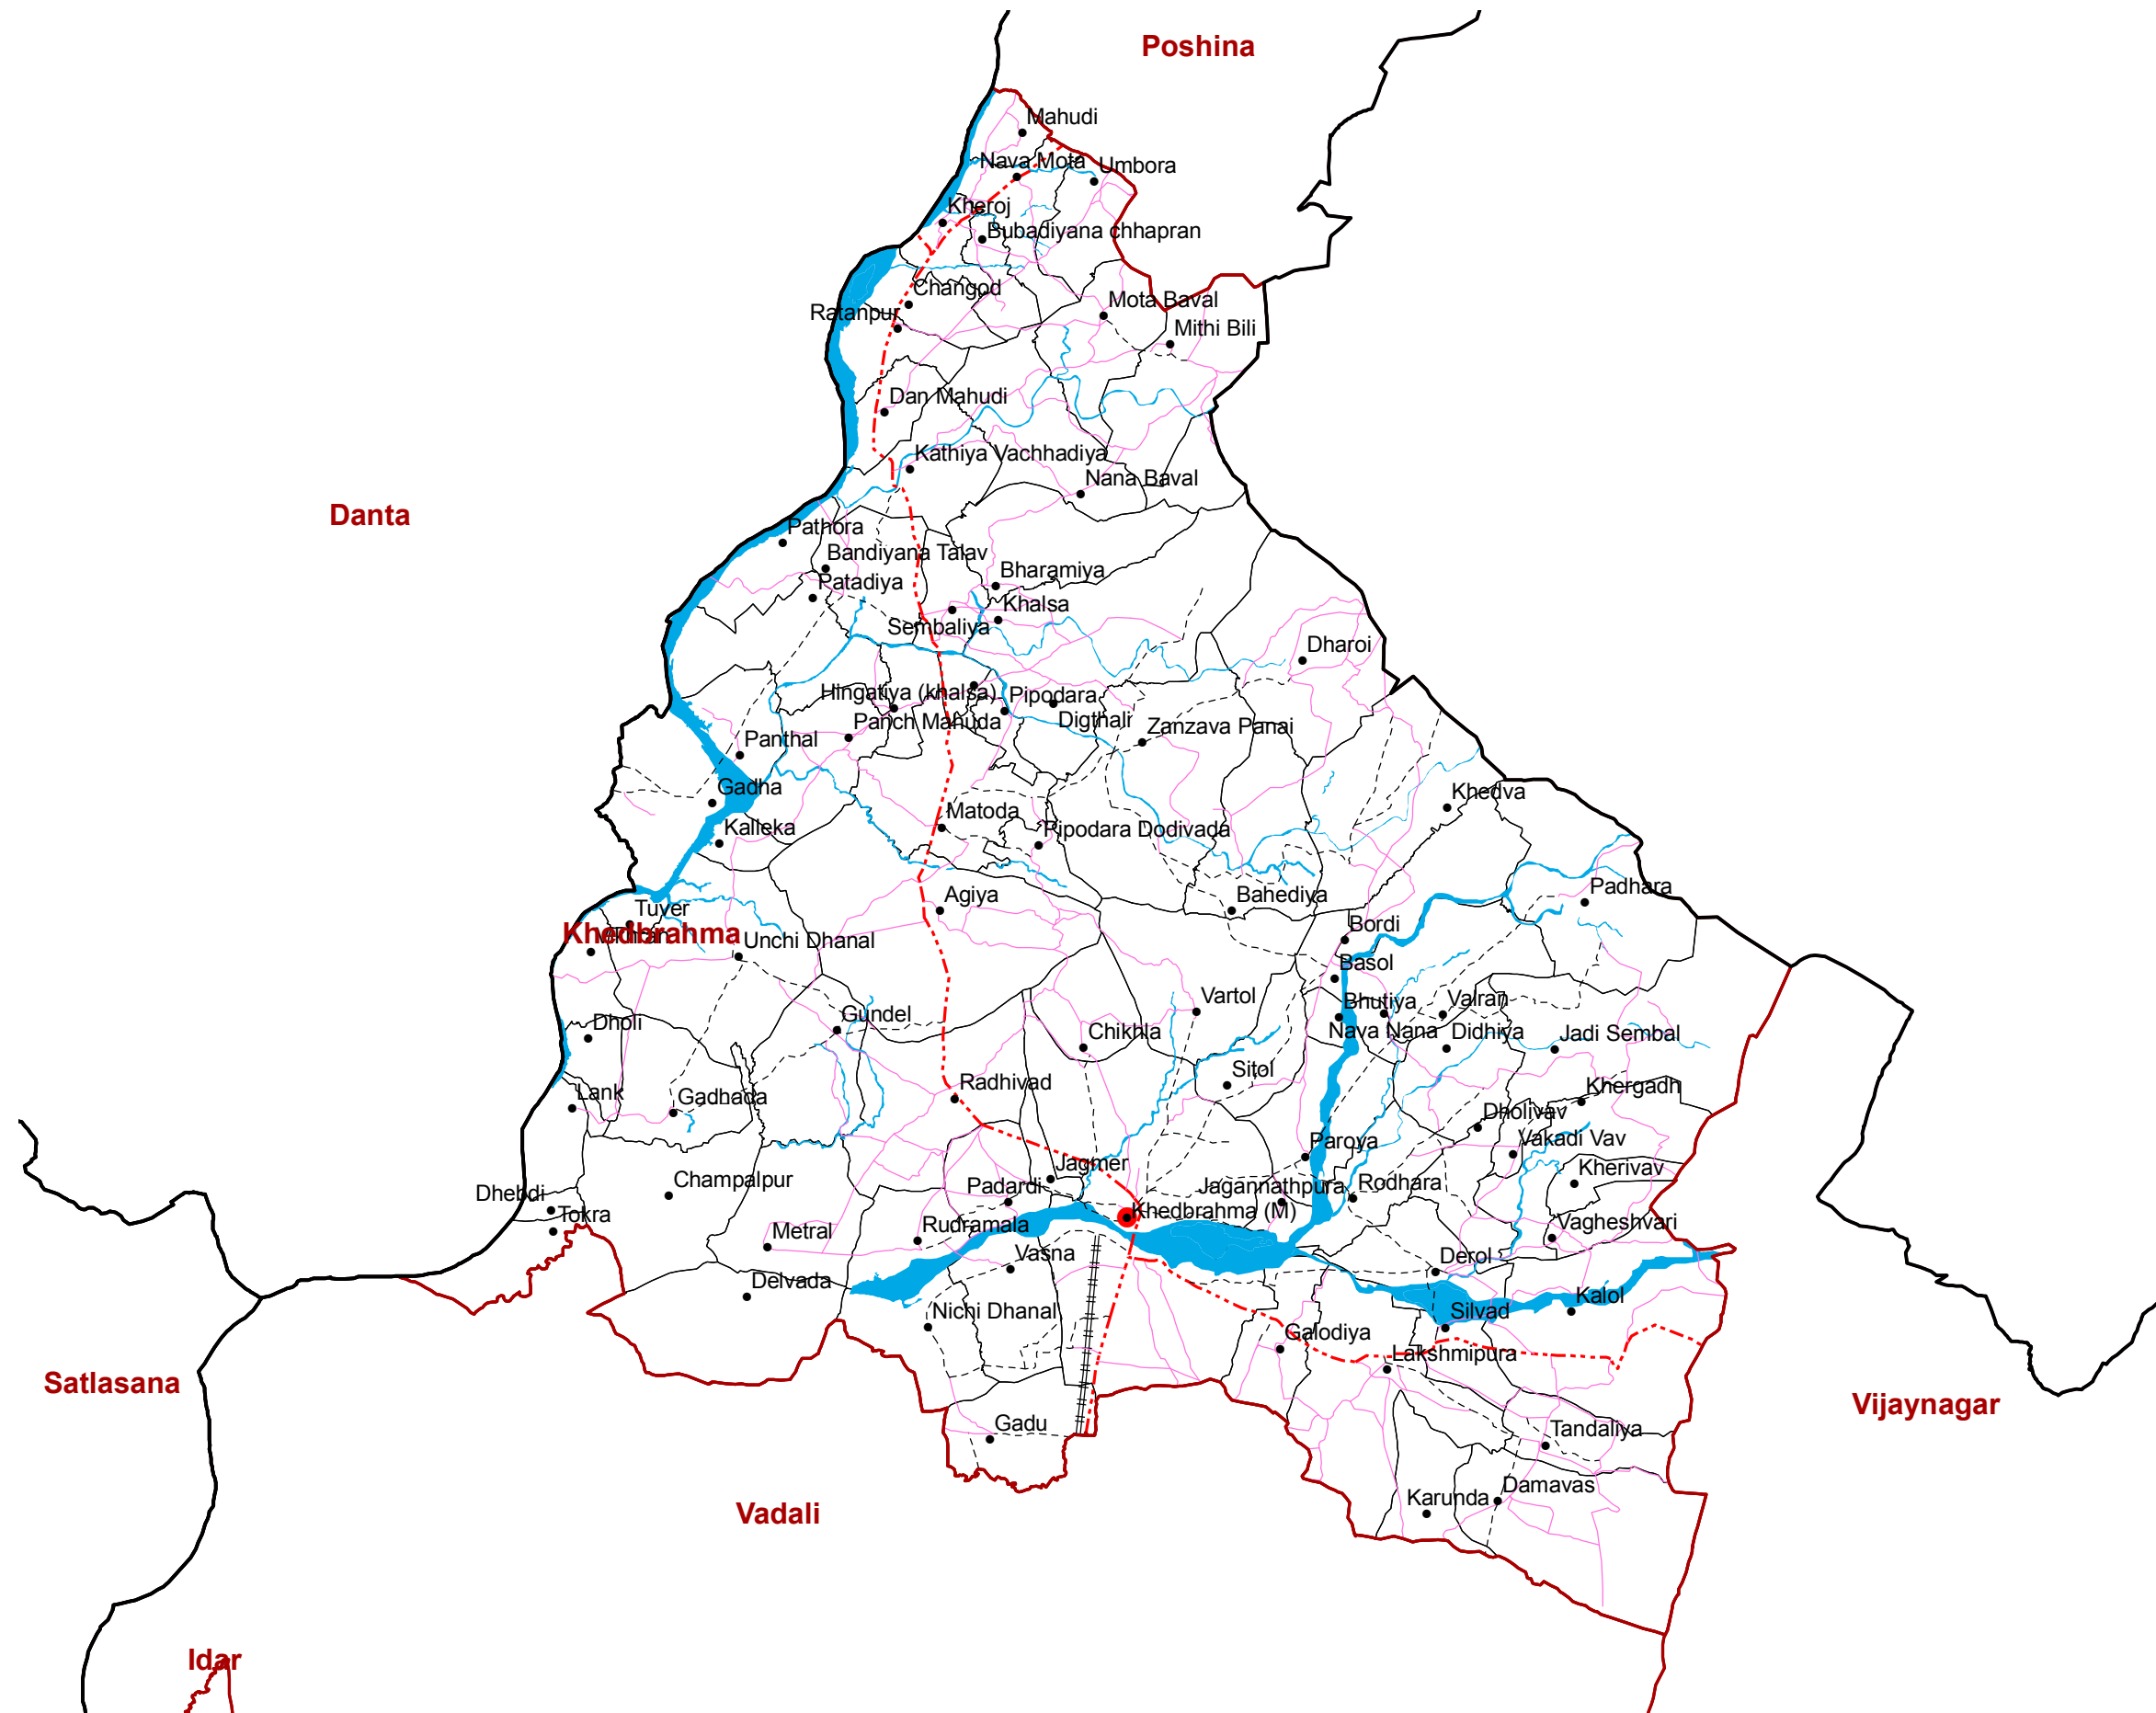 Poshina
Mahudi
Nava Mota
Umbora
Kheroj
Bubadiyana chhapran
Changod
Mota Baval
Ratanpur
Mithi Bili
Dan Mahudi
Kathiya Vachhadiya
Nana Baval
Danta
Pathora
Bandiyana Talav
Bharamiya
Patadiya
Khalsa
Sembaliya
Dharoi
Hingatiya (khalsa)
Pipodara
Panch Mahuda
Digthali
Zanzava Panai
Panthal
Gadha
Khedva
Matoda
Kalleka
Pipodara Dodivada
Padhara
Agiya
Bahediya
Tuver
Bordi
Khedbrahma
Unchi Dhanal
Basol
Vartol
Bhutiya
Valran
Gundel
Dholi
Chikhla
Nava Nana
Didhiya
Jadi Sembal
Sitol
Radhivad
Khergadh
Lank
Gadhada
Dholivav
Vakadi Vav
Paroya
Jagmer
Kherivav
Champalpur
Padardi
Jagannathpura
Rodhara
Dhebdi
Khedbrahma (M)
Tokra
Rudramala
Vagheshvari
Metral
Vasna
Derol
Delvada
Kalol
Nichi Dhanal
Silvad
Galodiya
Lakshmipura
Satlasana
Vijaynagar
Gadu
Tandaliya
Damavas
Karunda
Vadali
Idar